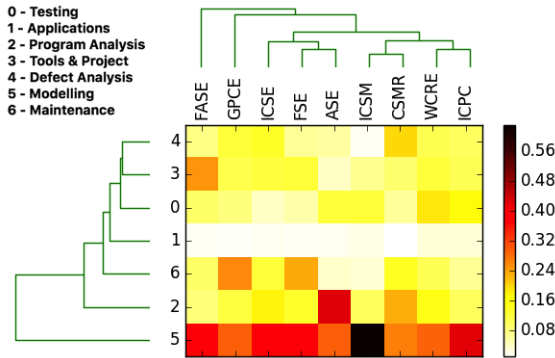 0 - Testing
1 - Applications
2 - Program Analysis
3 - Tools & Project
4 - Defect Analysis
5 - Modelling
6 - Maintenance
FASE
GPCE
ICSE
FSE
ASE
ICSM
CSMR
WCRE
ICPC
4
3
0
1
6
2
5
0.56
0.48
0.40
0.32
0.24
0.16
0.08